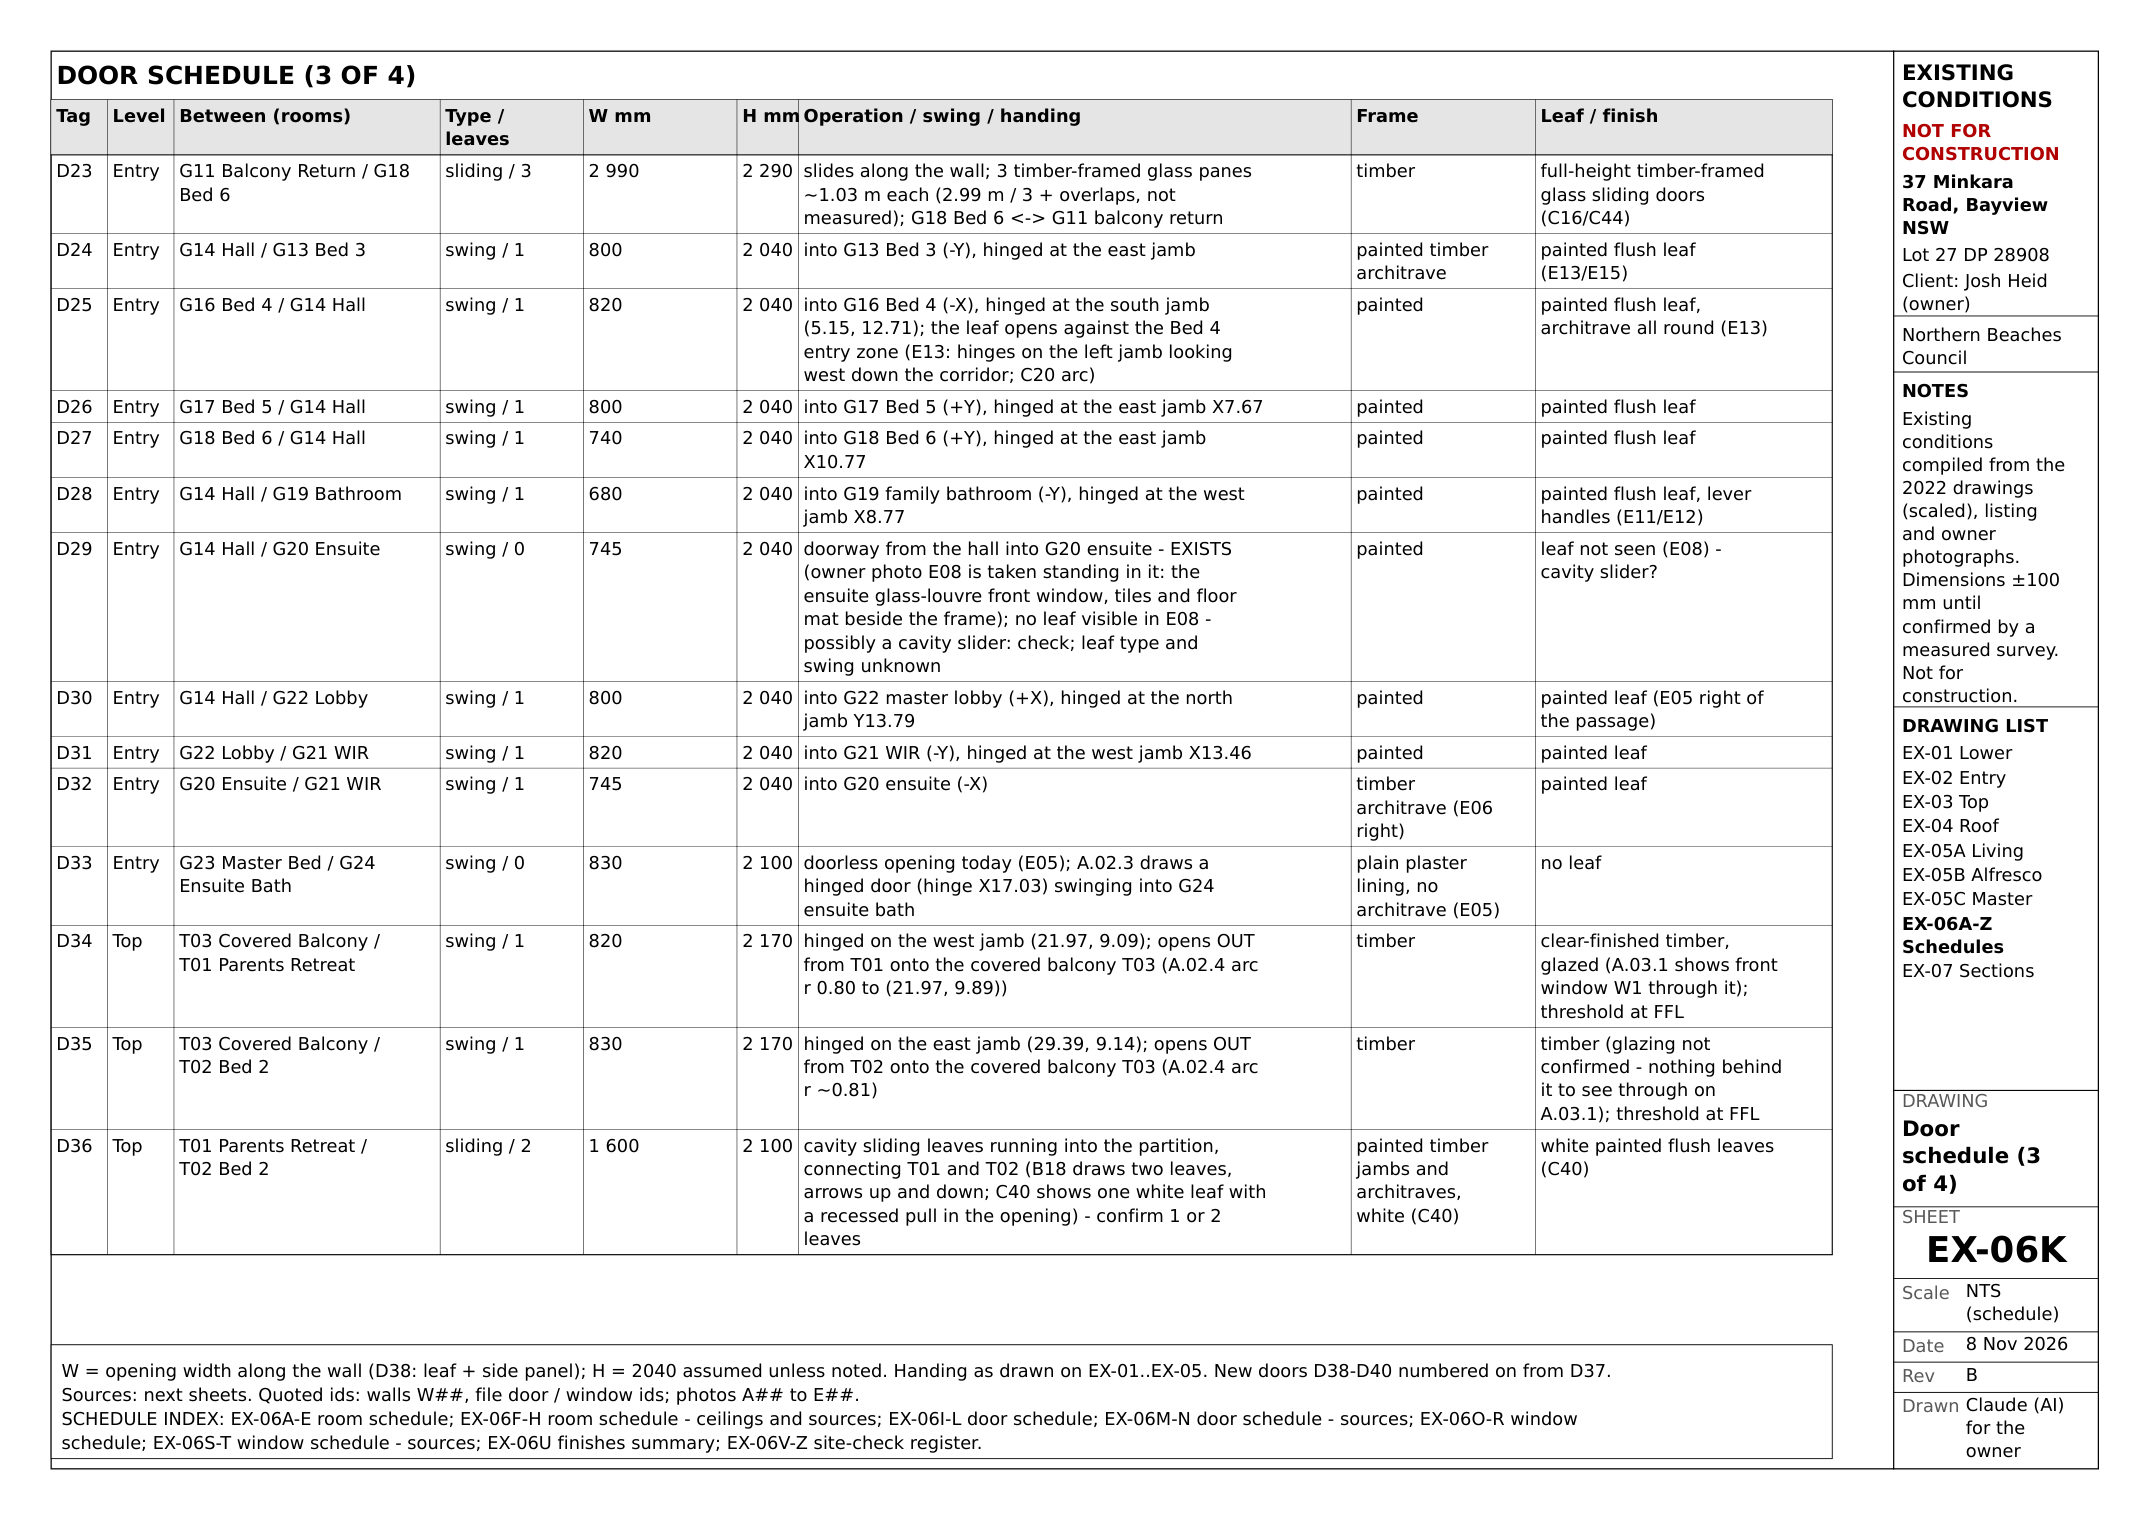 DOOR SCHEDULE (3 OF 4)
Tag Level Between (rooms) Type / leaves W mm H mm Operation / swing / handing Frame Leaf / finish
D23 Entry G11 Balcony Return / G18 Bed 6 sliding / 3 2 990 2 290 slides along the wall; 3 timber-framed glass panes ~1.03 m each (2.99 m / 3 + overlaps, not measured); G18 Bed 6 <-> G11 balcony return timber full-height timber-framed glass sliding doors (C16/C44)
D24 Entry G14 Hall / G13 Bed 3 swing / 1 800 2 040 into G13 Bed 3 (-Y), hinged at the east jamb painted timber architrave painted flush leaf (E13/E15)
D25 Entry G16 Bed 4 / G14 Hall swing / 1 820 2 040 into G16 Bed 4 (-X), hinged at the south jamb (5.15, 12.71); the leaf opens against the Bed 4 entry zone (E13: hinges on the left jamb looking west down the corridor; C20 arc) painted painted flush leaf, architrave all round (E13)
D26 Entry G17 Bed 5 / G14 Hall swing / 1 800 2 040 into G17 Bed 5 (+Y), hinged at the east jamb X7.67 painted painted flush leaf
D27 Entry G18 Bed 6 / G14 Hall swing / 1 740 2 040 into G18 Bed 6 (+Y), hinged at the east jamb X10.77 painted painted flush leaf
D28 Entry G14 Hall / G19 Bathroom swing / 1 680 2 040 into G19 family bathroom (-Y), hinged at the west jamb X8.77 painted painted flush leaf, lever handles (E11/E12)
D29 Entry G14 Hall / G20 Ensuite swing / 0 745 2 040 doorway from the hall into G20 ensuite - EXISTS (owner photo E08 is taken standing in it: the ensuite glass-louvre front window, tiles and floor mat beside the frame); no leaf visible in E08 - possibly a cavity slider: check; leaf type and swing unknown painted leaf not seen (E08) - cavity slider?
D30 Entry G14 Hall / G22 Lobby swing / 1 800 2 040 into G22 master lobby (+X), hinged at the north jamb Y13.79 painted painted leaf (E05 right of the passage)
D31 Entry G22 Lobby / G21 WIR swing / 1 820 2 040 into G21 WIR (-Y), hinged at the west jamb X13.46 painted painted leaf
D32 Entry G20 Ensuite / G21 WIR swing / 1 745 2 040 into G20 ensuite (-X) timber architrave (E06 right) painted leaf
D33 Entry G23 Master Bed / G24 Ensuite Bath swing / 0 830 2 100 doorless opening today (E05); A.02.3 draws a hinged door (hinge X17.03) swinging into G24 ensuite bath plain plaster lining, no architrave (E05) no leaf
D34 Top T03 Covered Balcony / T01 Parents Retreat swing / 1 820 2 170 hinged on the west jamb (21.97, 9.09); opens OUT from T01 onto the covered balcony T03 (A.02.4 arc r 0.80 to (21.97, 9.89)) timber clear-finished timber, glazed (A.03.1 shows front window W1 through it); threshold at FFL
D35 Top T03 Covered Balcony / T02 Bed 2 swing / 1 830 2 170 hinged on the east jamb (29.39, 9.14); opens OUT from T02 onto the covered balcony T03 (A.02.4 arc r ~0.81) timber timber (glazing not confirmed - nothing behind it to see through on A.03.1); threshold at FFL
D36 Top T01 Parents Retreat / T02 Bed 2 sliding / 2 1 600 2 100 cavity sliding leaves running into the partition, connecting T01 and T02 (B18 draws two leaves, arrows up and down; C40 shows one white leaf with a recessed pull in the opening) - confirm 1 or 2 leaves painted timber jambs and architraves, white (C40) white painted flush leaves (C40)
W = opening width along the wall (D38: leaf + side panel); H = 2040 assumed unless noted. Handing as drawn on EX-01..EX-05. New doors D38-D40 numbered on from D37.
Sources: next sheets. Quoted ids: walls W##, file door / window ids; photos A## to E##.
SCHEDULE INDEX: EX-06A-E room schedule; EX-06F-H room schedule - ceilings and sources; EX-06I-L door schedule; EX-06M-N door schedule - sources; EX-06O-R window
schedule; EX-06S-T window schedule - sources; EX-06U finishes summary; EX-06V-Z site-check register.
EXISTING
CONDITIONS
NOT FOR
CONSTRUCTION
37 Minkara
Road, Bayview
NSW
Lot 27 DP 28908
Client: Josh Heid
(owner)
Northern Beaches
Council
NOTES
Existing
conditions
compiled from the
2022 drawings
(scaled), listing
and owner
photographs.
Dimensions ±100
mm until
confirmed by a
measured survey.
Not for
construction.
DRAWING LIST
EX-01 Lower
EX-02 Entry
EX-03 Top
EX-04 Roof
EX-05A Living
EX-05B Alfresco
EX-05C Master
EX-06A-Z
Schedules
EX-07 Sections
DRAWING
Door
schedule (3
of 4)
SHEET
EX-06K
Scale NTS
(schedule)
Date 8 Nov 2026
Rev B
Drawn Claude (AI)
for the
owner